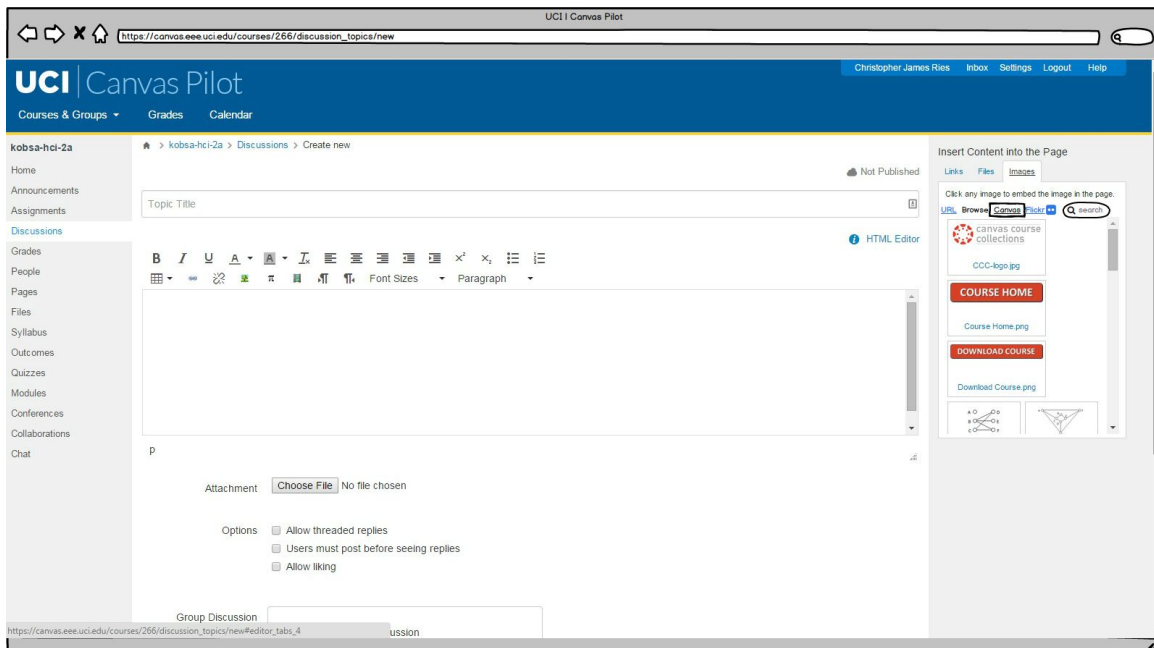 UCI | Canvas Pilot
https://canvas.eee.uci.edu/courses/266/discussion_topics/new
Christopher James Ries Inbox Settings Logout Help
UCI | Canvas Pilot
Courses & Groups Grades Calendar
kobsa-hci-2a
Home
Announcements
Assignments
Discussions
Grades
People
Pages
Files
Syllabus
Outcomes
Quizzes
Modules
Conferences
Collaborations
Chat
> kobsa-hci-2a > Discussions > Create new
Not Published
Topic Title
HTML Editor
B I U A A Tx x² x₂
π ¶ ¶ Font Sizes Paragraph
p
Attachment Choose File No file chosen
Options Allow threaded replies
Users must post before seeing replies
Allow liking
Group Discussion
ussion
https://canvas.eee.uci.edu/courses/266/discussion_topics/new#editor_tabs_4
Insert Content into the Page
Links Files Images
Click any image to embed the image in the page.
URL Browse Canvas Flickr search
canvas course
collections
CCC-logo.jpg
COURSE HOME
Course Home.png
DOWNLOAD COURSE
Download Course.png